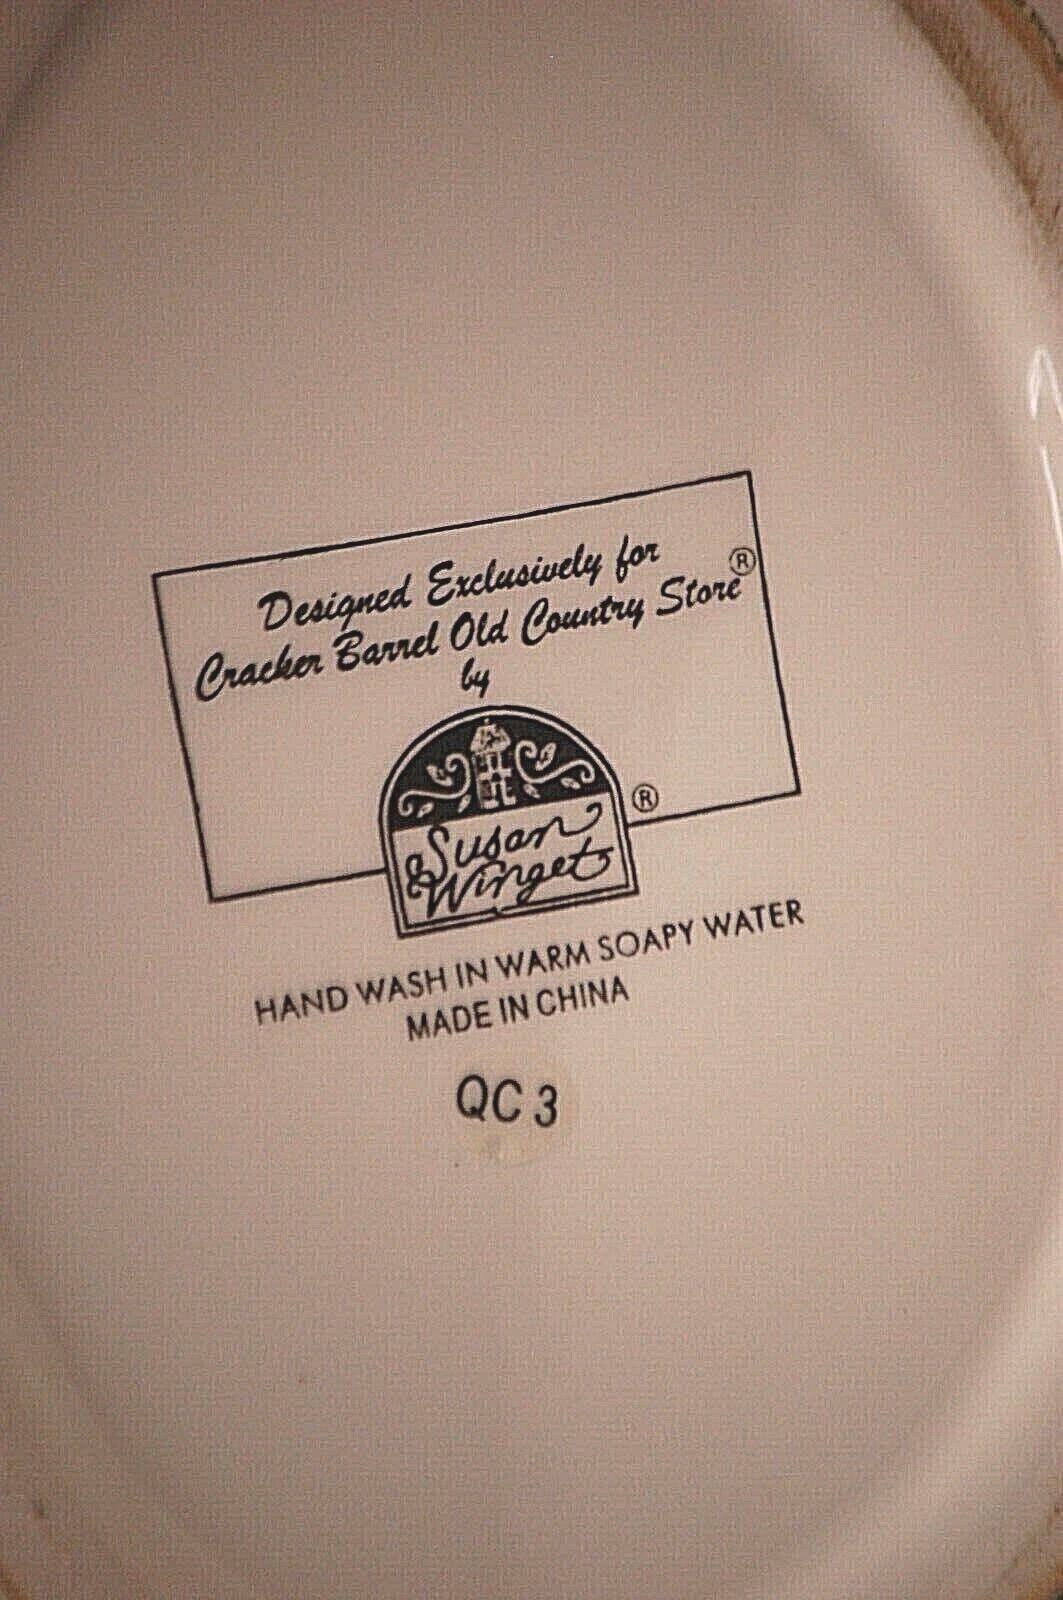 Designed Exclusively for
Cracker Barrel Old Country Store®
by
Susan
Winget ®
HAND WASH IN WARM SOAPY WATER
MADE IN CHINA
QC 3